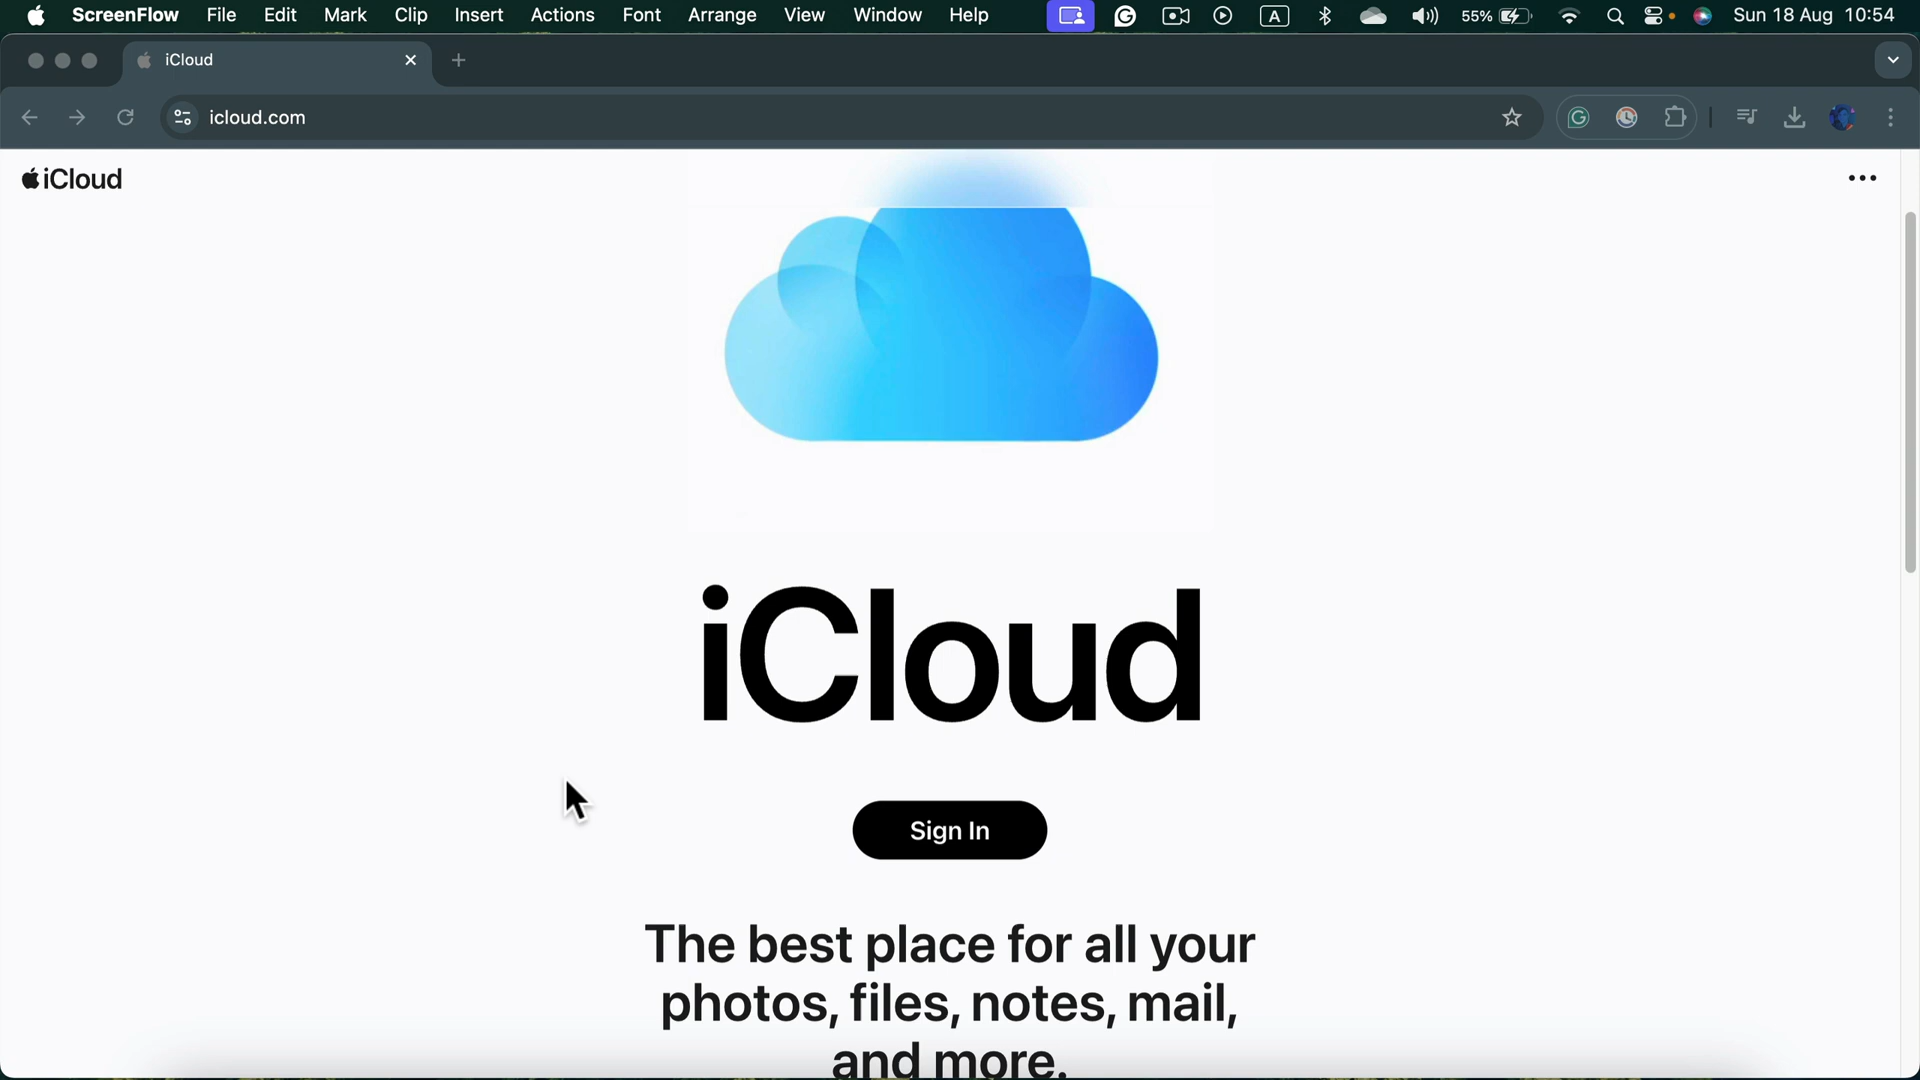 ScreenFlow File Edit Mark Clip Insert Actions Font Arrange View Window Help A 55% Sun 18 Aug 10:54
iCloud
icloud.com
iCloud
iCloud
Sign In
The best place for all your
photos, files, notes, mail,
and more.